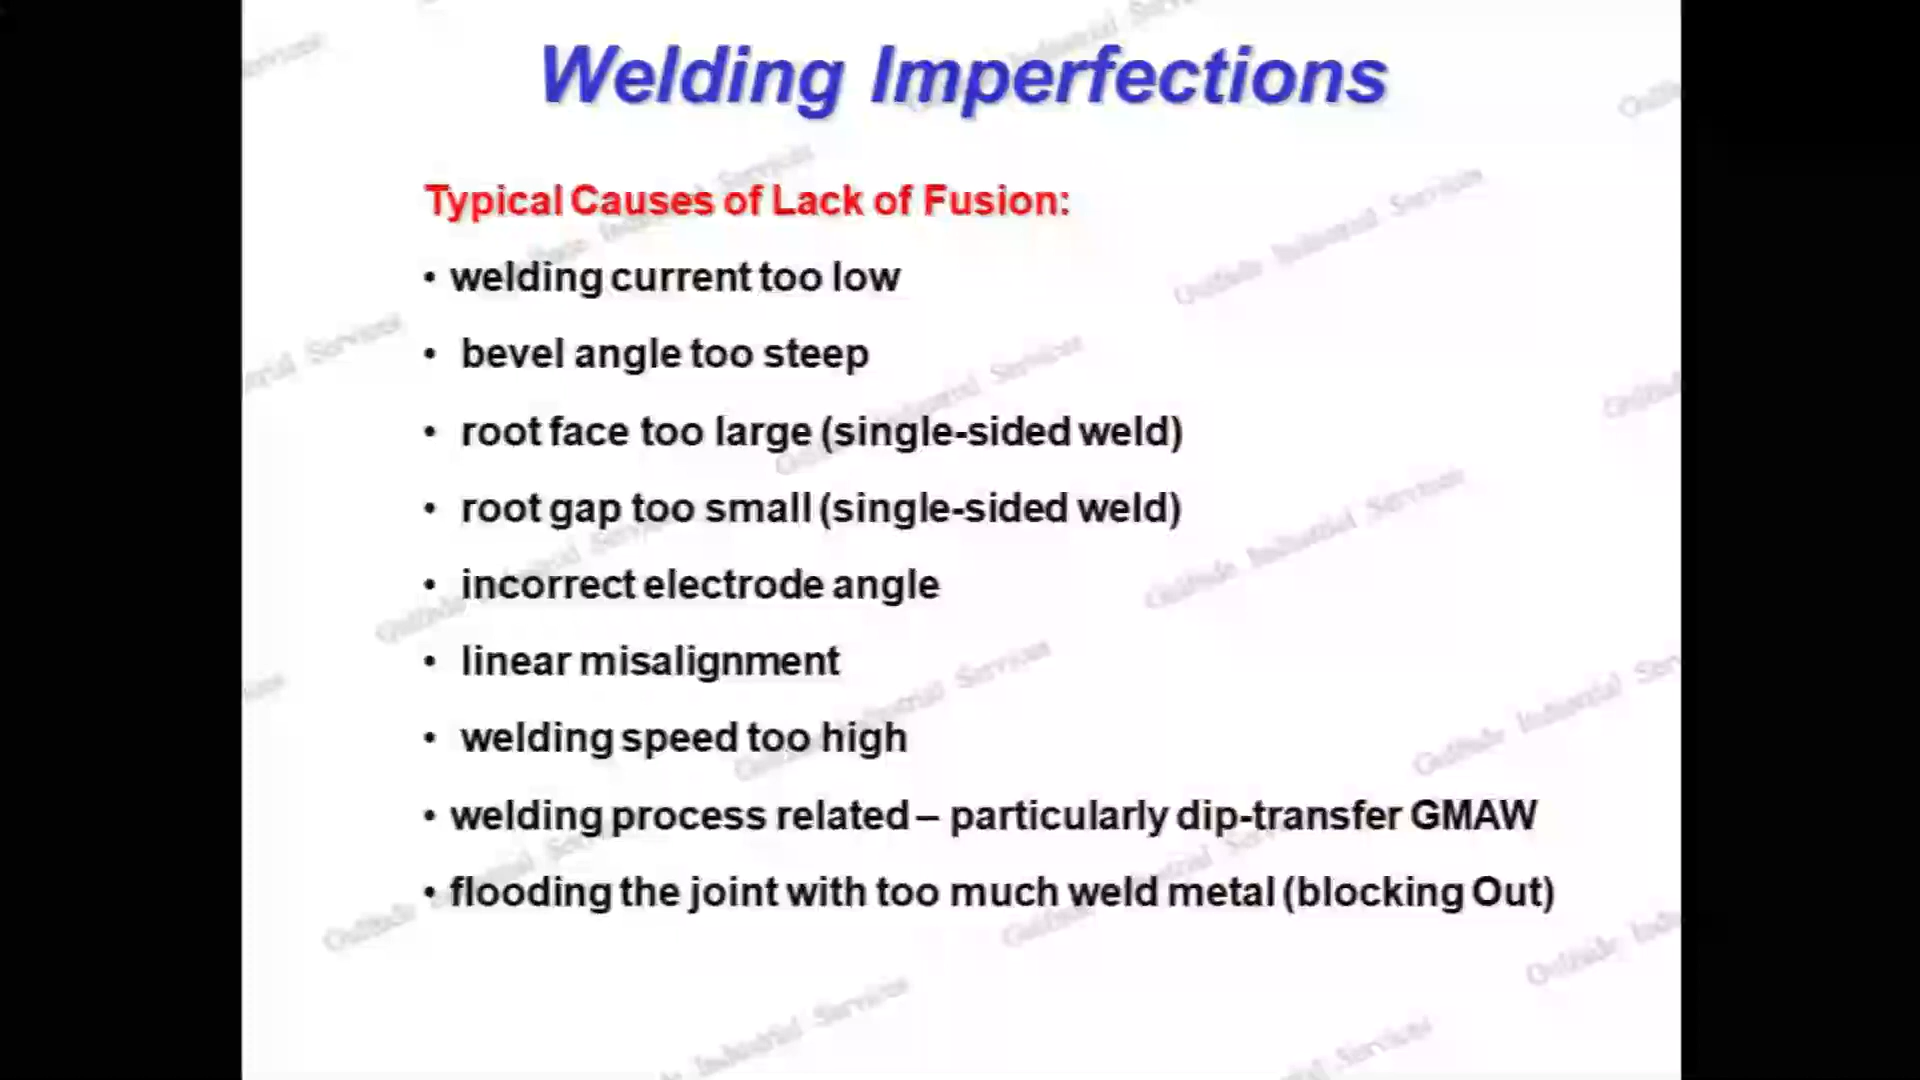 Welding Imperfections
Typical Causes of Lack of Fusion:
• welding current too low
• bevel angle too steep
• root face too large (single-sided weld)
• root gap too small (single-sided weld)
• incorrect electrode angle
• linear misalignment
• welding speed too high
• welding process related – particularly dip-transfer GMAW
• flooding the joint with too much weld metal (blocking Out)